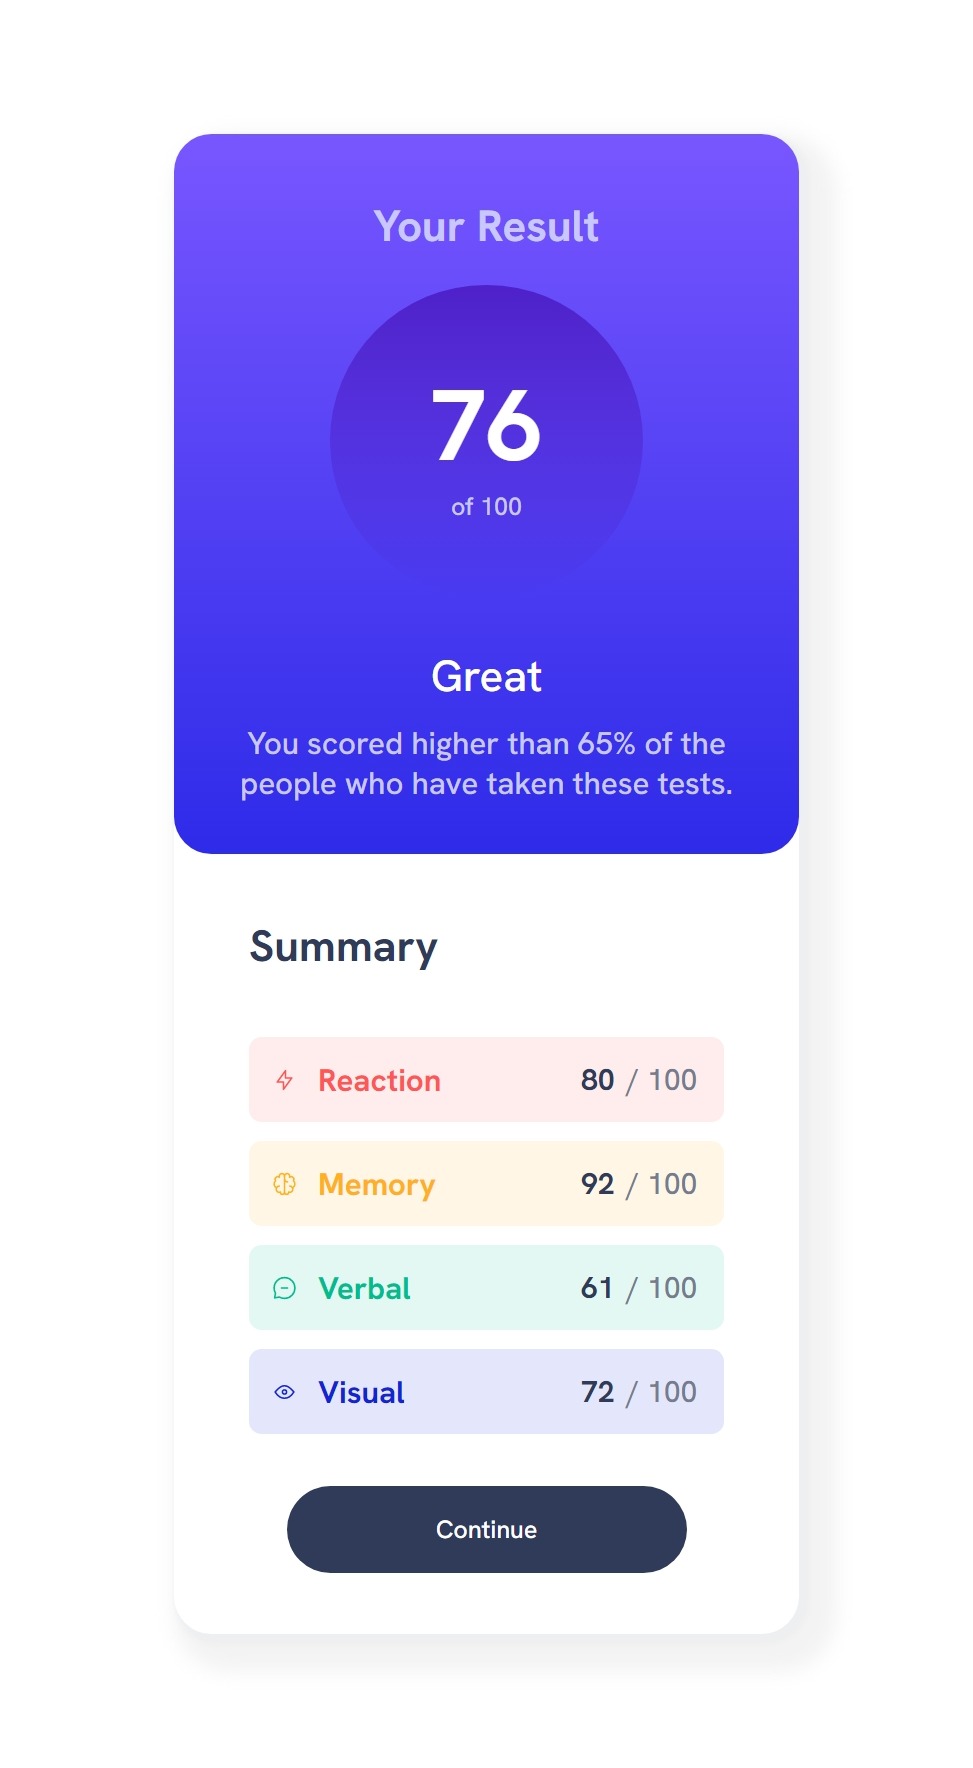 Your Result
76
of 100
Great
You scored higher than 65% of the
people who have taken these tests.
Summary
Reaction 80 / 100
Memory 92 / 100
Verbal 61 / 100
Visual 72 / 100
Continue